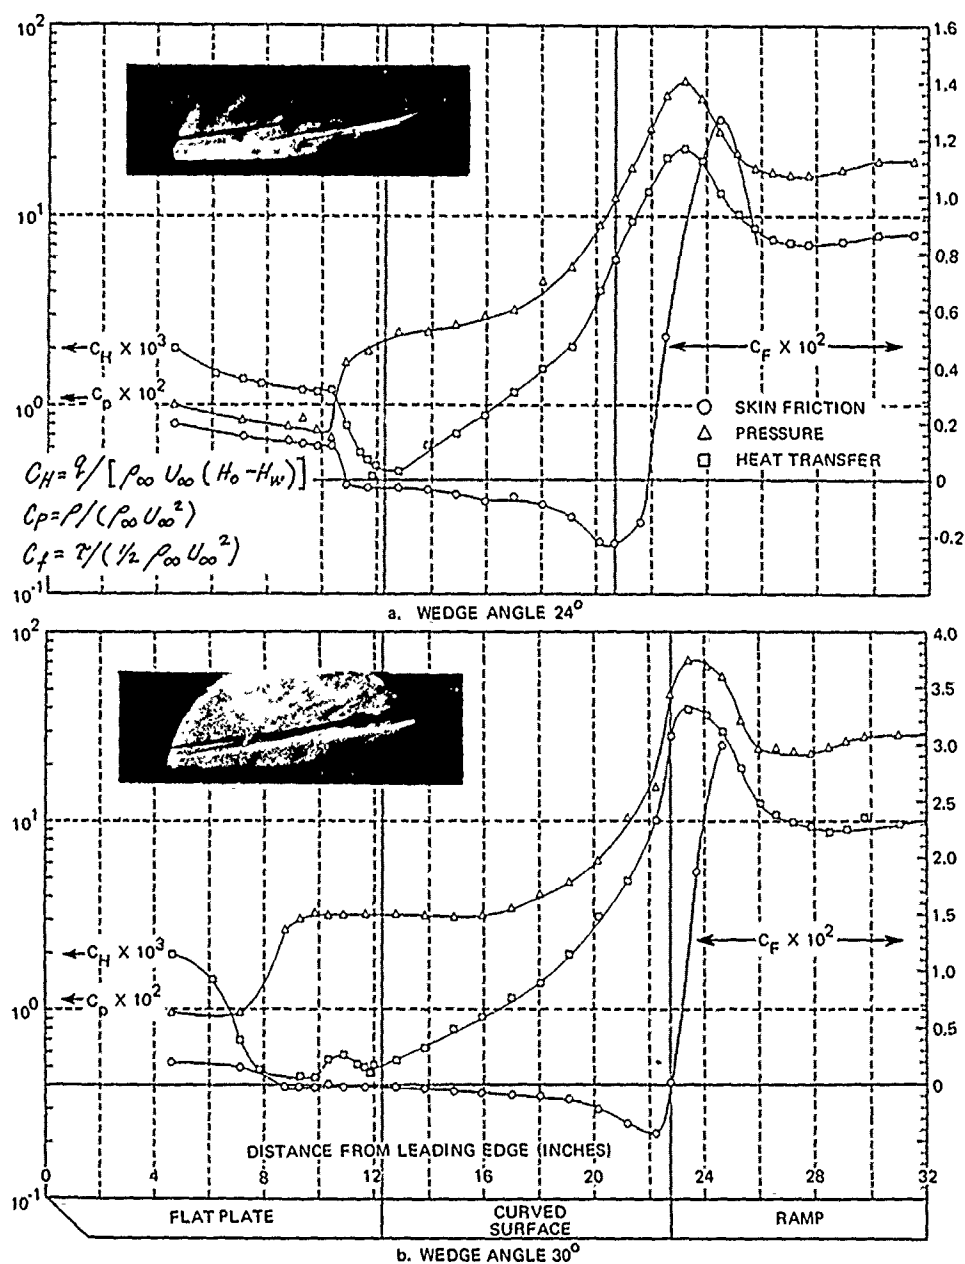 10²
10¹
10⁰
10⁻¹
1.6
1.4
1.2
1.0
0.8
0.6
0.4
0.2
0
-0.2
C_H X 10³
C_p X 10²
C_F X 10²
○ SKIN FRICTION
△ PRESSURE
□ HEAT TRANSFER
C_H = q/[ρ∞ U∞ (H₀ - H_w)]
C_P = P/(ρ∞ U∞²)
C_f = τ/(1/2 ρ∞ U∞²)
a. WEDGE ANGLE 24⁰
10²
10¹
10⁰
10⁻¹
4.0
3.5
3.0
2.5
2.0
1.5
1.0
0.5
0
C_H X 10³
C_p X 10²
C_F X 10²
DISTANCE FROM LEADING EDGE (INCHES)
0 4 8 12 16 20 24 28 32
FLAT PLATE CURVED SURFACE RAMP
b. WEDGE ANGLE 30⁰